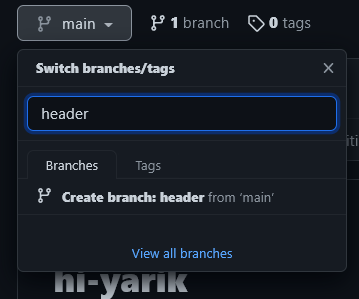 main
1 branch
0 tags
Switch branches/tags
header
Branches
Tags
Create branch: header from ‘main’
View all branches
hi-yarik